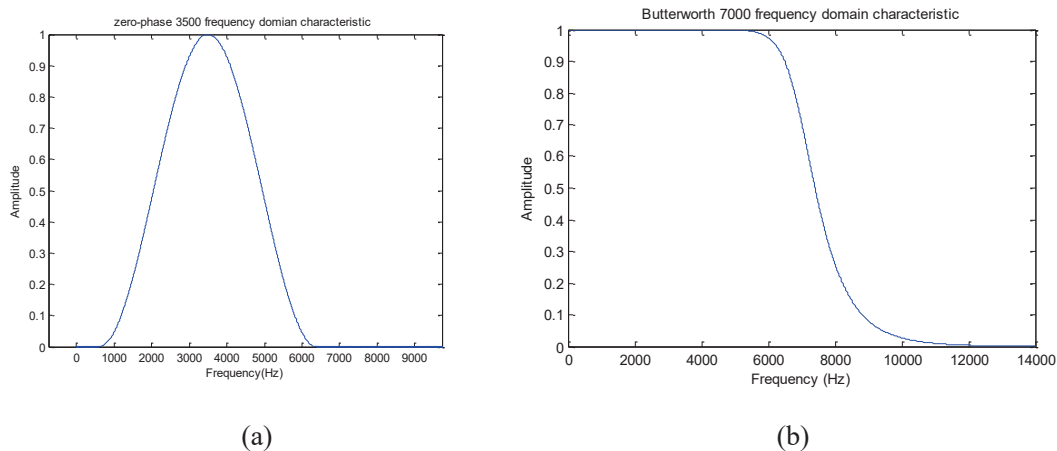 zero-phase 3500 frequency domian characteristic
1
0.9
0.8
0.7
0.6
0.5
0.4
0.3
0.2
0.1
0
Amplitude
0 1000 2000 3000 4000 5000 6000 7000 8000 9000
Frequency(Hz)
(a)
Butterworth 7000 frequency domain characteristic
1
0.9
0.8
0.7
0.6
0.5
0.4
0.3
0.2
0.1
0
Amplitude
0 2000 4000 6000 8000 10000 12000 14000
Frequency (Hz)
(b)